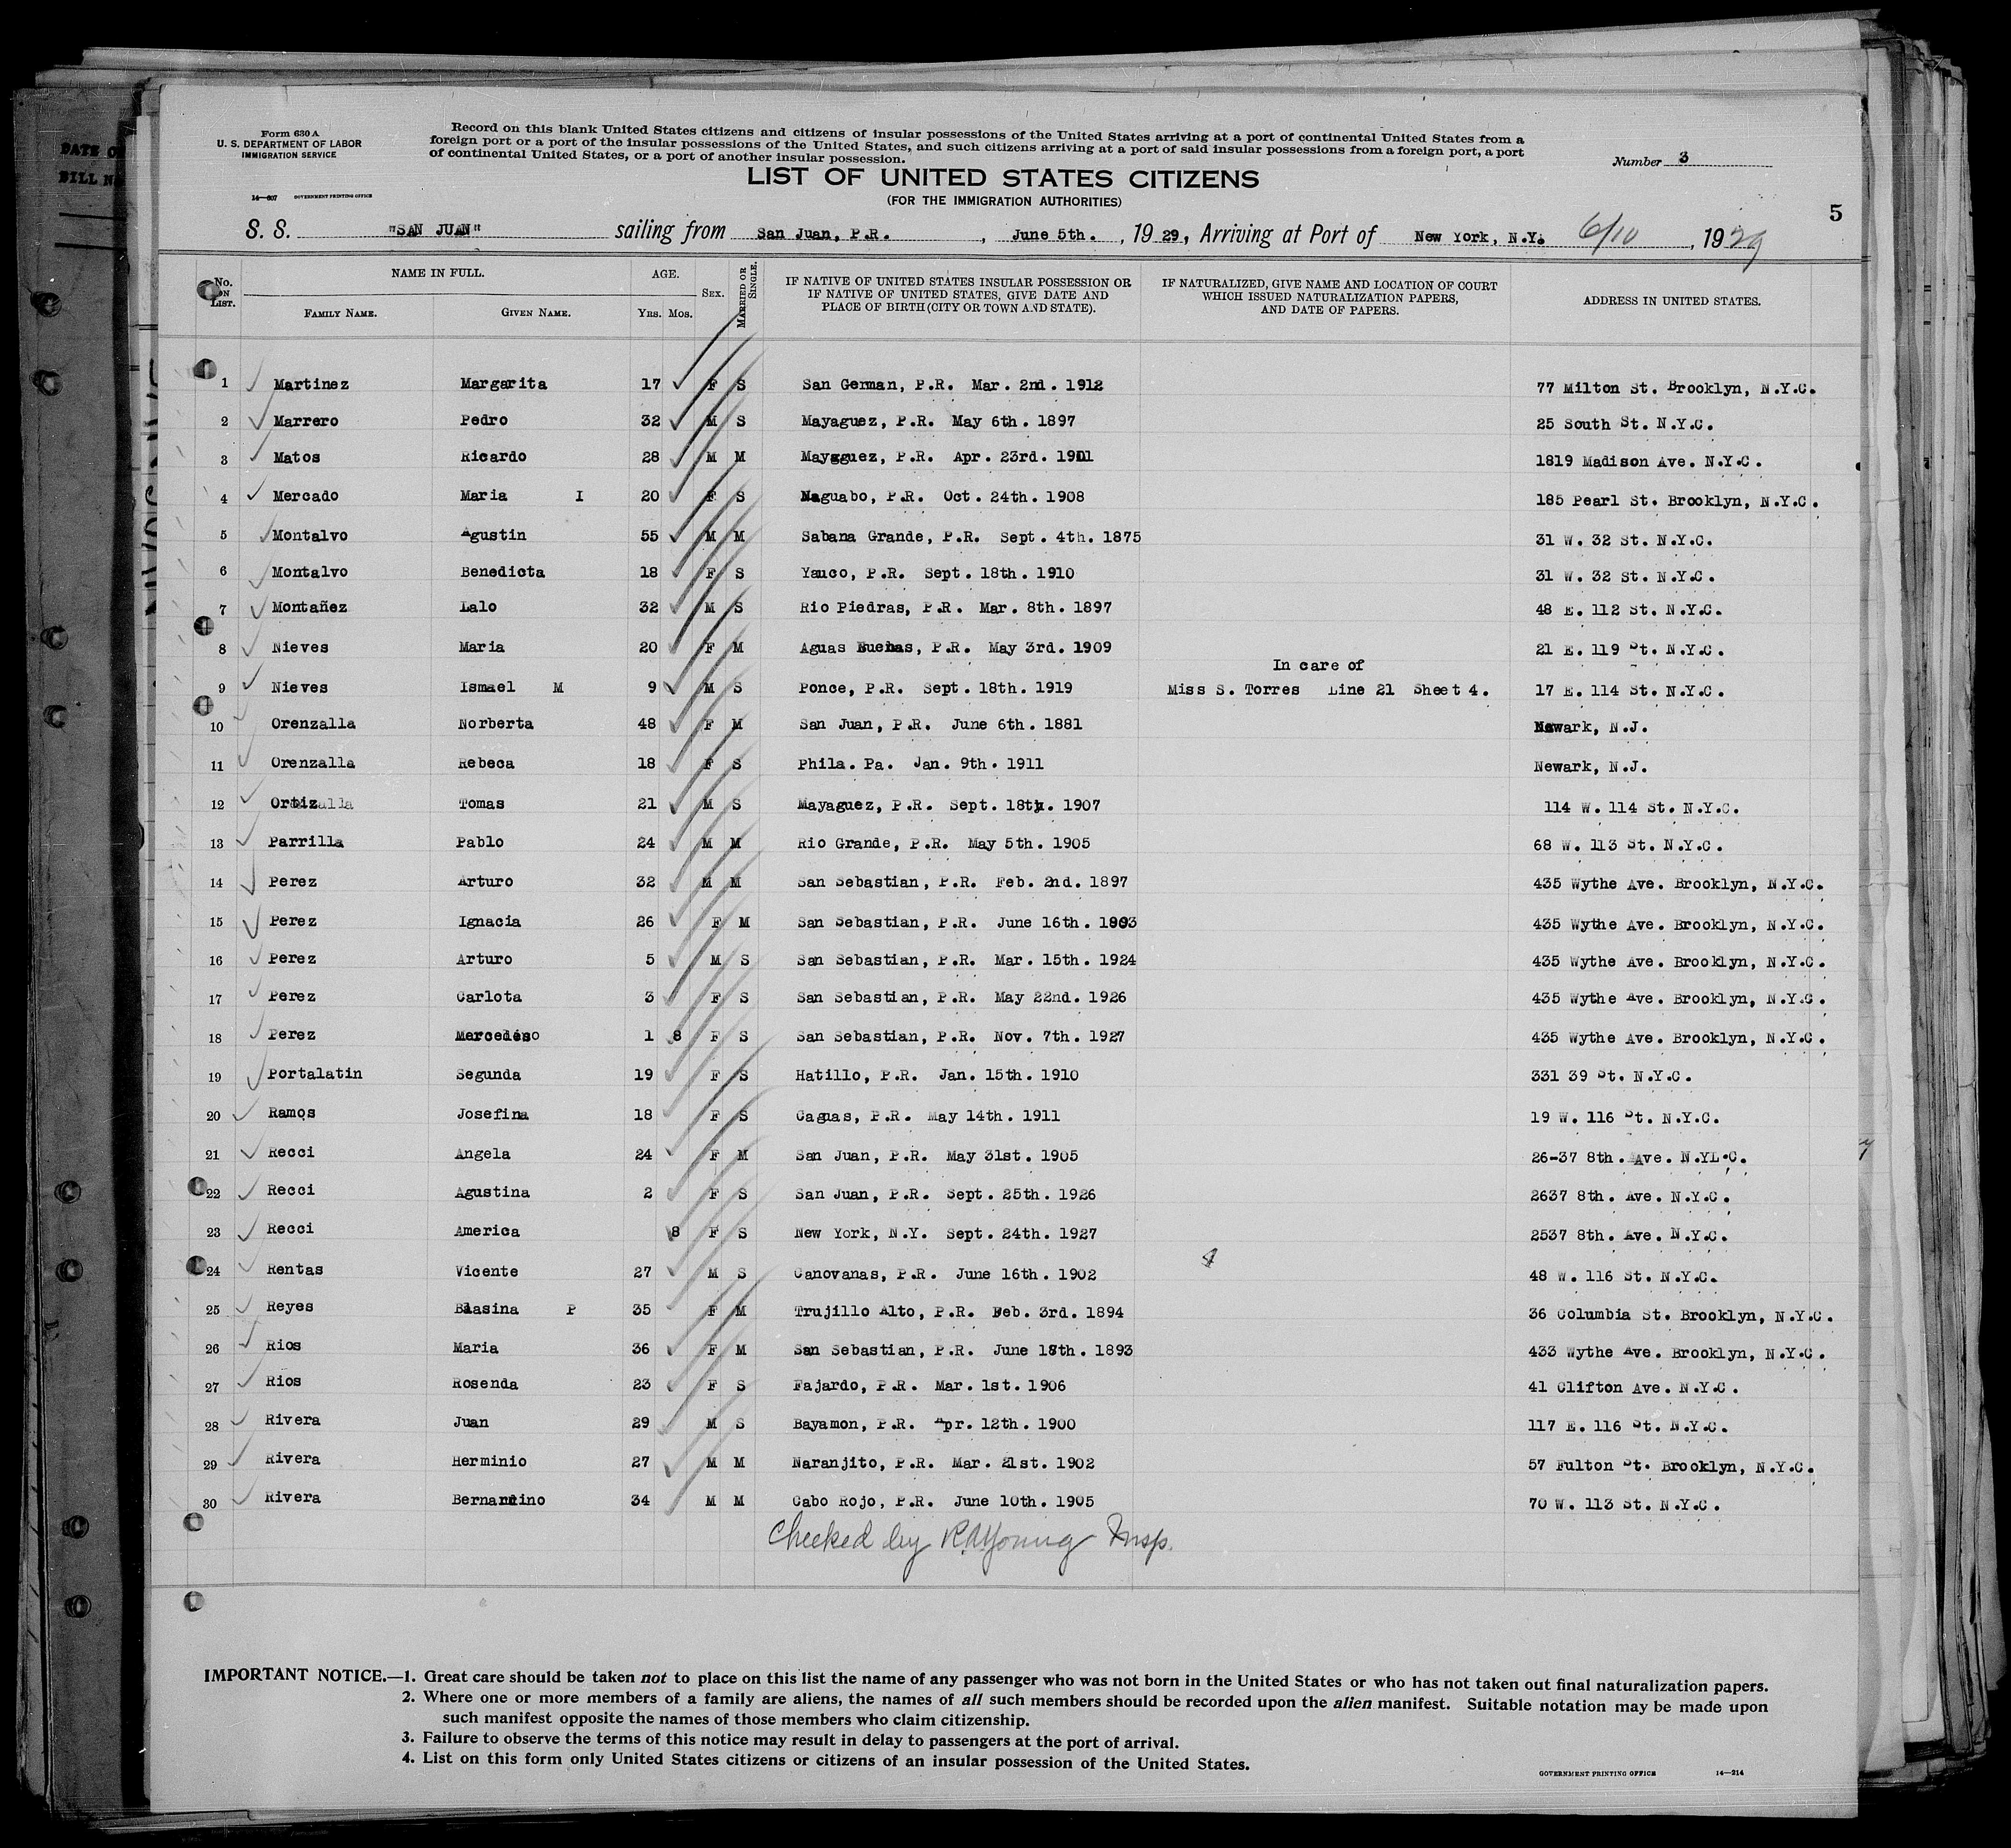 DATE O
BILL N
Form 630 A
U. S. DEPARTMENT OF LABOR
IMMIGRATION SERVICE
14—607 GOVERNMENT PRINTING OFFICE
Record on this blank United States citizens and citizens of insular possessions of the United States arriving at a port of continental United States from a
foreign port or a port of the insular possessions of the United States, and such citizens arriving at a port of said insular possessions from a foreign port, a port
of continental United States, or a port of another insular possession.
Number 3
LIST OF UNITED STATES CITIZENS
(FOR THE IMMIGRATION AUTHORITIES)
5
S. S. "SAN JUAN" sailing from San Juan, P.R. , June 5th. , 19 29, Arriving at Port of New York, N.Y. 6/10 , 1929
No. ON LIST. NAME IN FULL. FAMILY NAME. GIVEN NAME. AGE. YRS. MOS. SEX. MARRIED OR SINGLE. IF NATIVE OF UNITED STATES INSULAR POSSESSION OR IF NATIVE OF UNITED STATES, GIVE DATE AND PLACE OF BIRTH (CITY OR TOWN AND STATE). IF NATURALIZED, GIVE NAME AND LOCATION OF COURT WHICH ISSUED NATURALIZATION PAPERS, AND DATE OF PAPERS. ADDRESS IN UNITED STATES.
1 Martinez Margarita 17 F S San German, P.R. Mar. 2nd. 1912 77 Milton St. Brooklyn, N.Y.C.
2 Marrero Pedro 32 M S Mayaguez, P.R. May 6th. 1897 25 South St. N.Y.C.
3 Matos Ricardo 28 M M Mayaguez, P.R. Apr. 23rd. 1901 1819 Madison Ave. N.Y.C.
4 Mercado Maria I 20 F S Naguabo, P.R. Oct. 24th. 1908 185 Pearl St. Brooklyn, N.Y.C.
5 Montalvo Agustin 55 M M Sabana Grande, P.R. Sept. 4th. 1875 31 W. 32 St. N.Y.C.
6 Montalvo Benedicta 18 F S Yauco, P.R. Sept. 18th. 1910 31 W. 32 St. N.Y.C.
7 Montañez Lalo 32 M S Rio Piedras, P.R. Mar. 8th. 1897 48 E. 112 St. N.Y.C.
8 Nieves Maria 20 F M Aguas Buenas, P.R. May 3rd. 1909 21 E. 119 St. N.Y.C.
In care of
9 Nieves Ismael M 9 M S Ponce, P.R. Sept. 18th. 1919 Miss S. Torres Line 21 Sheet 4. 17 E. 114 St. N.Y.C.
10 Orenzalla Norberta 48 F M San Juan, P.R. June 6th. 1881 Newark, N.J.
11 Orenzalla Rebeca 18 F S Phila. Pa. Jan. 9th. 1911 Newark, N.J.
12 Ortiz Tomas 21 M S Mayaguez, P.R. Sept. 18th. 1907 114 W. 114 St. N.Y.C.
13 Parrilla Pablo 24 M M Rio Grande, P.R. May 5th. 1905 68 W. 113 St. N.Y.C.
14 Perez Arturo 32 M M San Sebastian, P.R. Feb. 2nd. 1897 435 Wythe Ave. Brooklyn, N.Y.C.
15 Perez Ignacia 26 F M San Sebastian, P.R. June 16th. 1903 435 Wythe Ave. Brooklyn, N.Y.C.
16 Perez Arturo 5 M S San Sebastian, P.R. Mar. 15th. 1924 435 Wythe Ave. Brooklyn, N.Y.C.
17 Perez Carlota 3 F S San Sebastian, P.R. May 22nd. 1926 435 Wythe Ave. Brooklyn, N.Y.C.
18 Perez Mercedes 1 8 F S San Sebastian, P.R. Nov. 7th. 1927 435 Wythe Ave. Brooklyn, N.Y.C.
19 Portalatin Segunda 19 F S Hatillo, P.R. Jan. 15th. 1910 331 39 St. N.Y.C.
20 Ramos Josefina 18 F S Caguas, P.R. May 14th. 1911 19 W. 116 St. N.Y.C.
21 Recci Angela 24 F M San Juan, P.R. May 31st. 1905 26-37 8th. Ave. N.Y.C.
22 Recci Agustina 2 F S San Juan, P.R. Sept. 25th. 1926 2637 8th. Ave. N.Y.C.
23 Recci America 8 F S New York, N.Y. Sept. 24th. 1927 2537 8th. Ave. N.Y.C.
24 Rentas Vicente 27 M S Canovanas, P.R. June 16th. 1902 48 W. 116 St. N.Y.C.
25 Reyes Blasina P 35 F M Trujillo Alto, P.R. Feb. 3rd. 1894 36 Columbia St. Brooklyn, N.Y.C.
26 Rios Maria 36 F M San Sebastian, P.R. June 18th. 1893 433 Wythe Ave. Brooklyn, N.Y.C.
27 Rios Rosenda 23 F S Fajardo, P.R. Mar. 1st. 1906 41 Clifton Ave. N.Y.C.
28 Rivera Juan 29 M S Bayamon, P.R. Apr. 12th. 1900 117 E. 116 St. N.Y.C.
29 Rivera Herminio 27 M M Naranjito, P.R. Mar. 21st. 1902 57 Fulton St. Brooklyn, N.Y.C.
30 Rivera Bernardino 34 M M Cabo Rojo, P.R. June 10th. 1905 70 W. 113 St. N.Y.C.
Checked by R.A. Young Insp.
IMPORTANT NOTICE.—1. Great care should be taken not to place on this list the name of any passenger who was not born in the United States or who has not taken out final naturalization papers.
2. Where one or more members of a family are aliens, the names of all such members should be recorded upon the alien manifest. Suitable notation may be made upon
such manifest opposite the names of those members who claim citizenship.
3. Failure to observe the terms of this notice may result in delay to passengers at the port of arrival.
4. List on this form only United States citizens or citizens of an insular possession of the United States.
GOVERNMENT PRINTING OFFICE 14—214